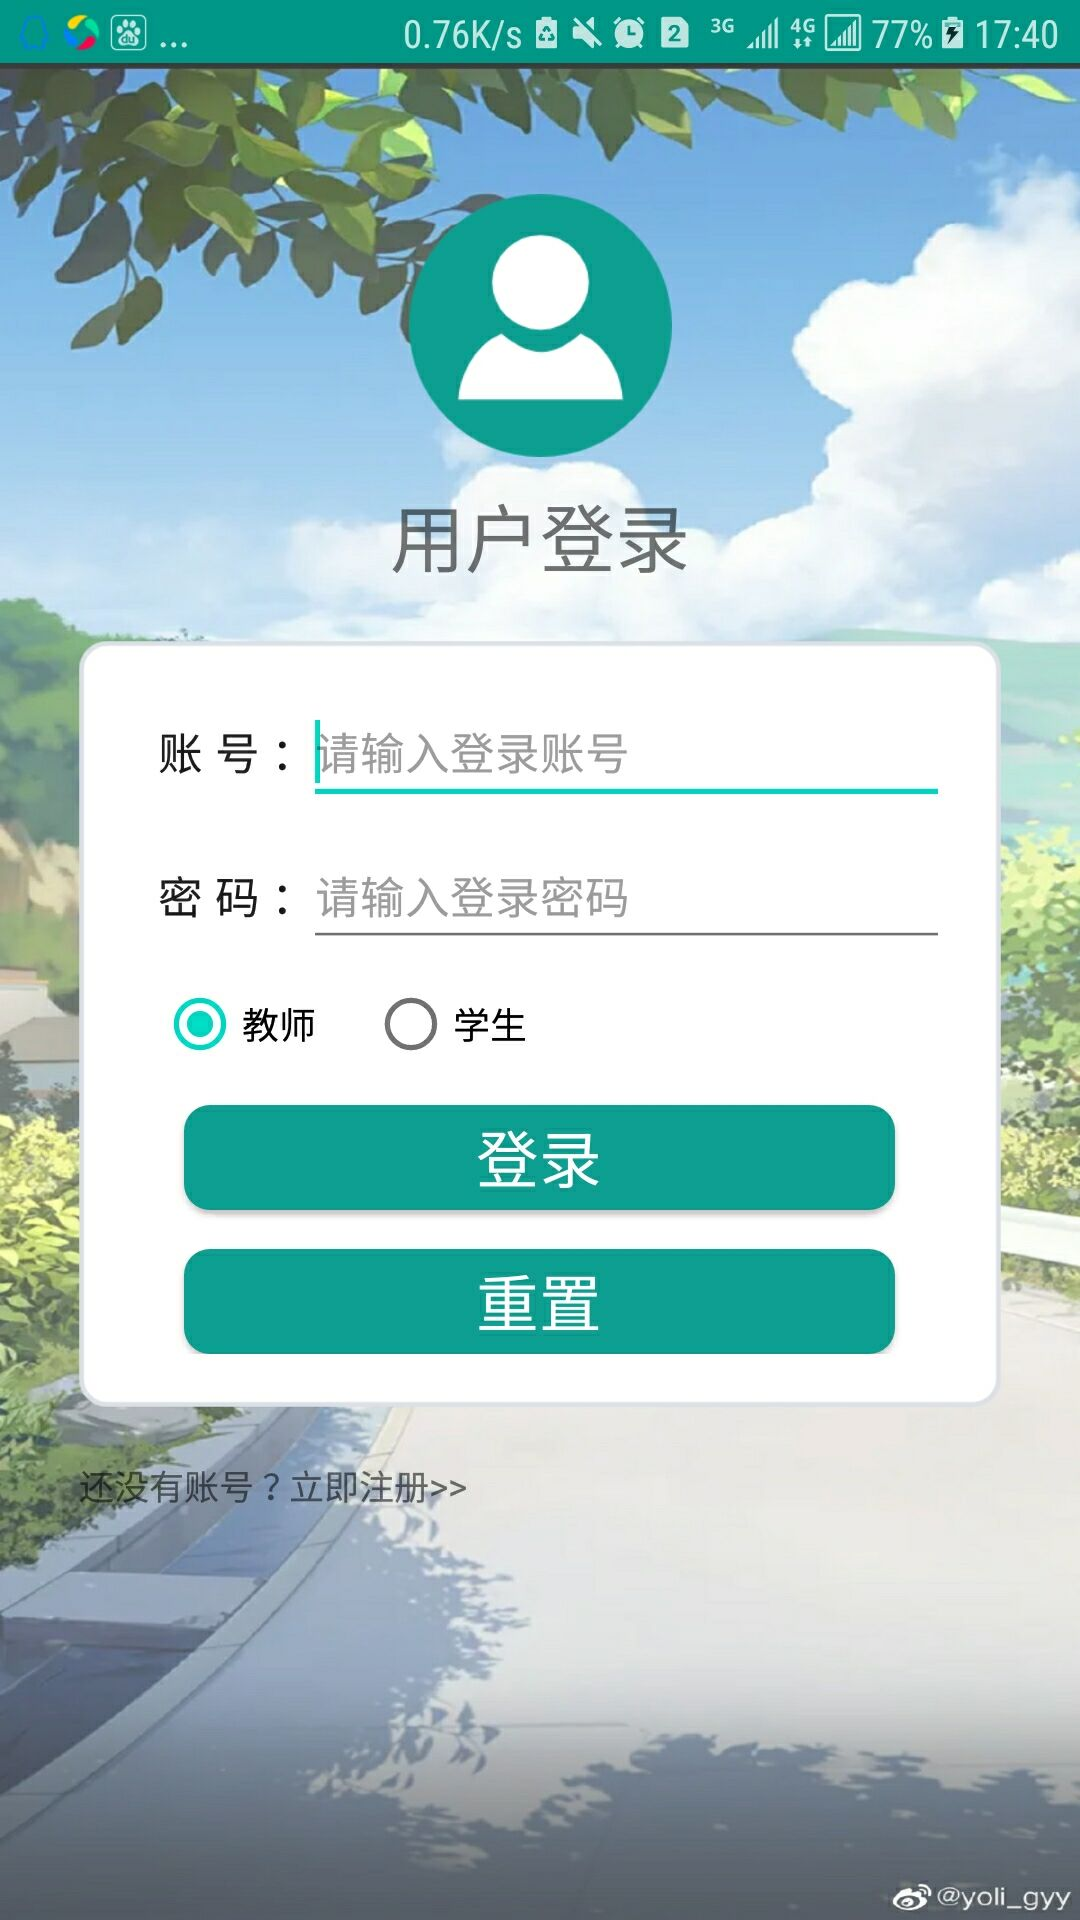 ... 0.76K/s 2 3G 4G 77% 17:40
用户登录
账 号：请输入登录账号
密 码：请输入登录密码
教师 学生
登录
重置
还没有账号？立即注册>>
@yoli_gyy